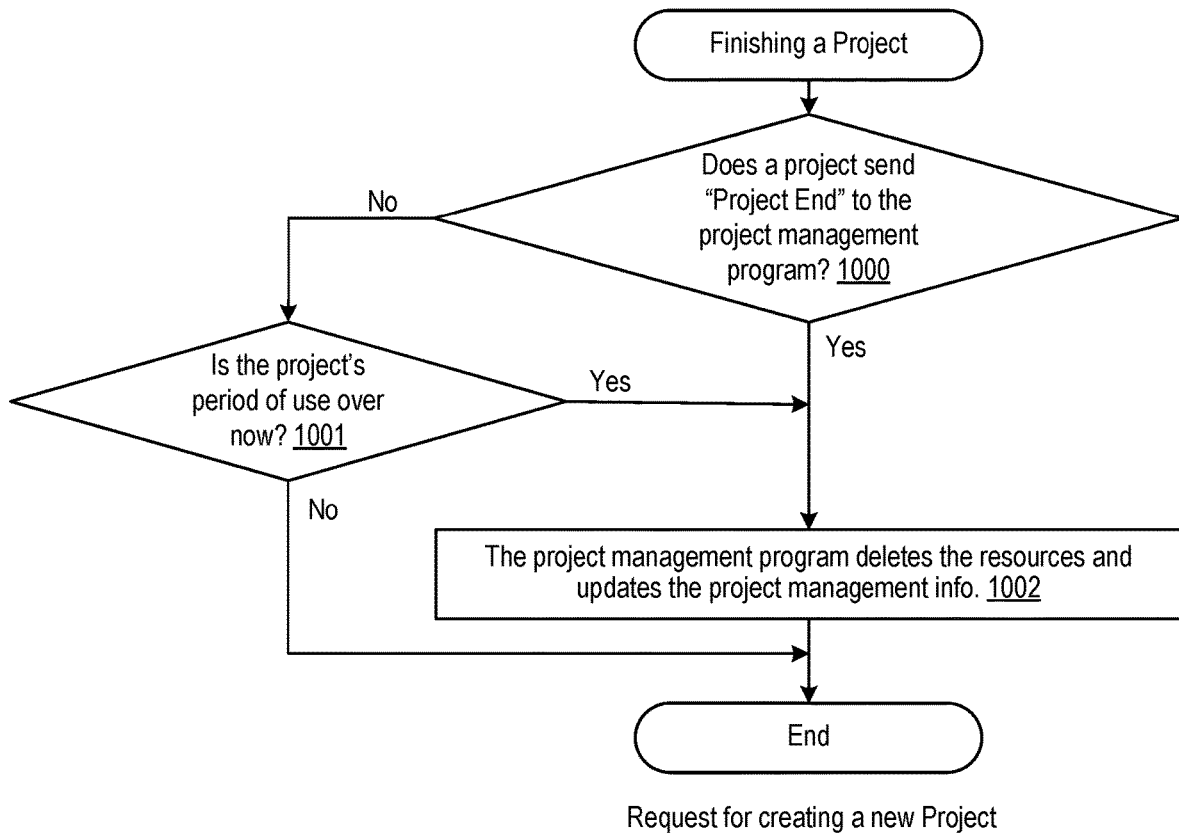 Finishing a Project
Does a project send
“Project End” to the
project management
program? 1000
No
Yes
Is the project’s
period of use over
now? 1001
Yes
No
The project management program deletes the resources and
updates the project management info. 1002
End
Request for creating a new Project